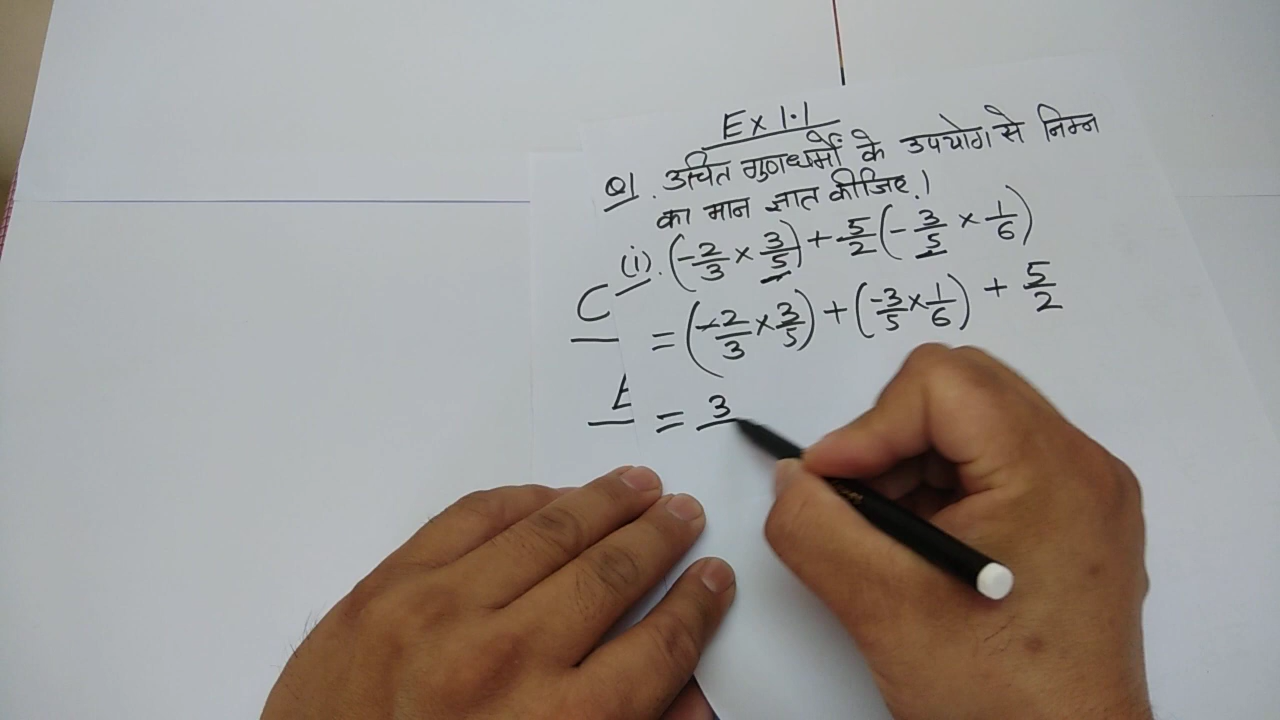 Ex 1.1
Q1. उचित गुणधर्मों के उपयोग से निम्न
का मान ज्ञात कीजिए।
(i). (-2/3 × 3/5) + 5/2 (-3/5 × 1/6)
C
= (-2/3 × 3/5) + (-3/5 × 1/6) + 5/2
= 3